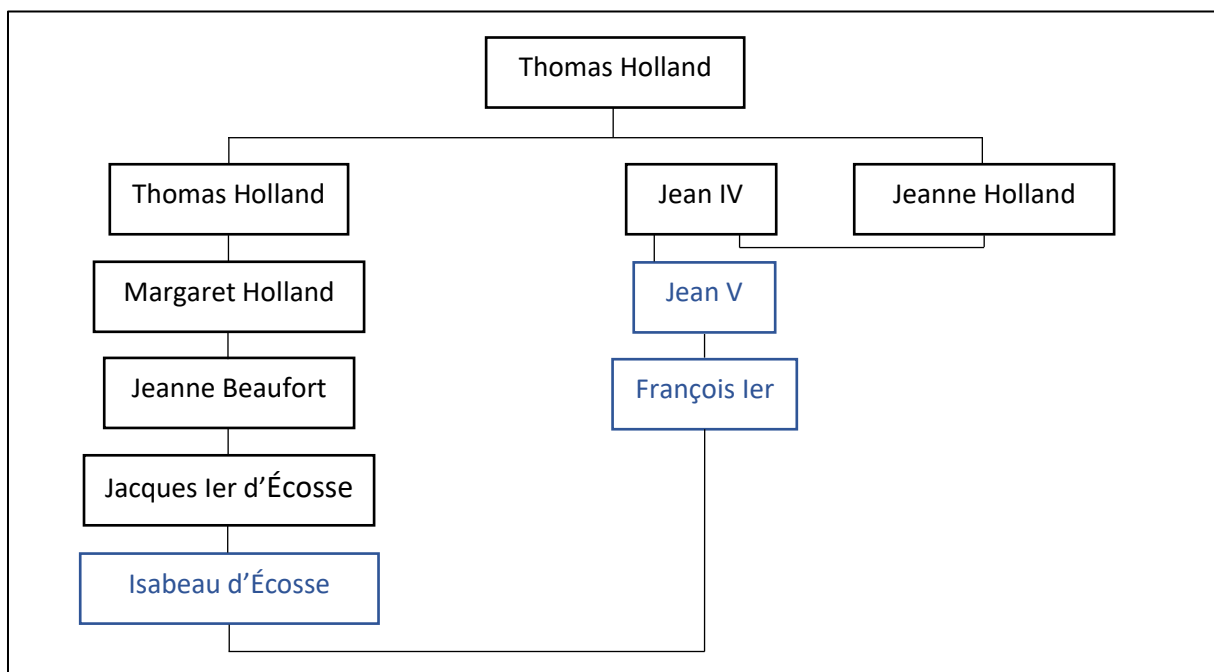 Thomas Holland
Thomas Holland
Jean IV
Jeanne Holland
Margaret Holland
Jean V
Jeanne Beaufort
François Ier
Jacques Ier d’Écosse
Isabeau d’Écosse